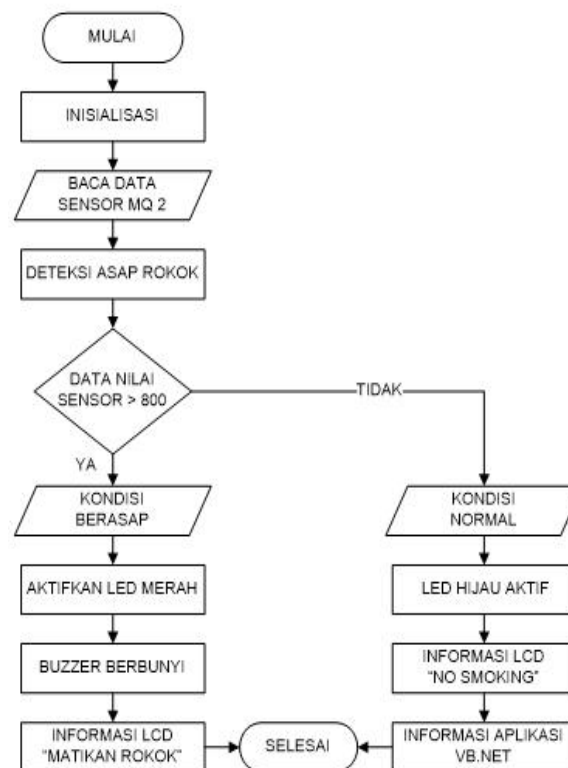 MULAI
INISIALISASI
BACA DATA
SENSOR MQ 2
DETEKSI ASAP ROKOK
DATA NILAI
SENSOR > 800
TIDAK
YA
KONDISI
BERASAP
AKTIFKAN LED MERAH
BUZZER BERBUNYI
INFORMASI LCD
“MATIKAN ROKOK”
KONDISI
NORMAL
LED HIJAU AKTIF
INFORMASI LCD
“NO SMOKING”
INFORMASI APLIKASI
VB.NET
SELESAI